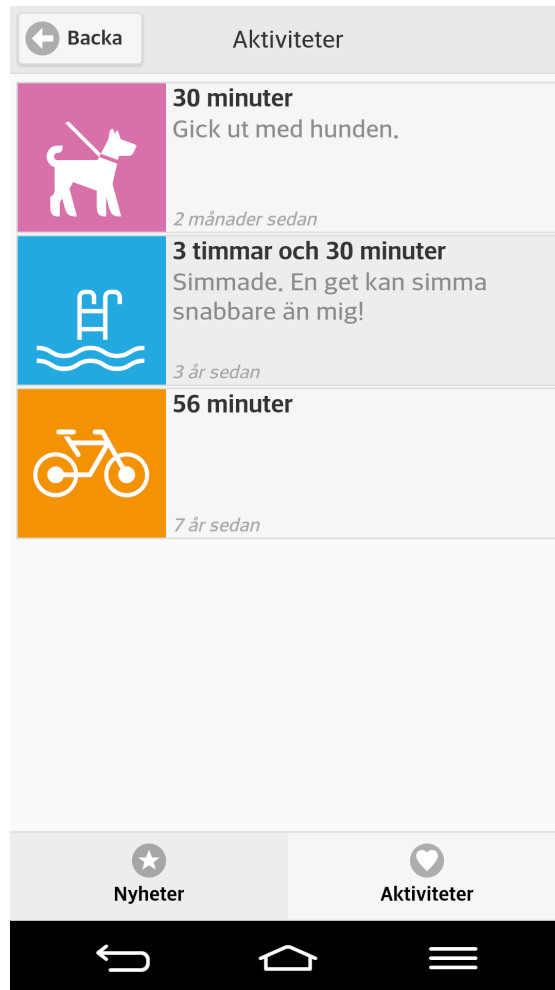 Backa
Aktiviteter
30 minuter
Gick ut med hunden.
2 månader sedan
3 timmar och 30 minuter
Simmade. En get kan simma
snabbare än mig!
3 år sedan
56 minuter
7 år sedan
Nyheter
Aktiviteter